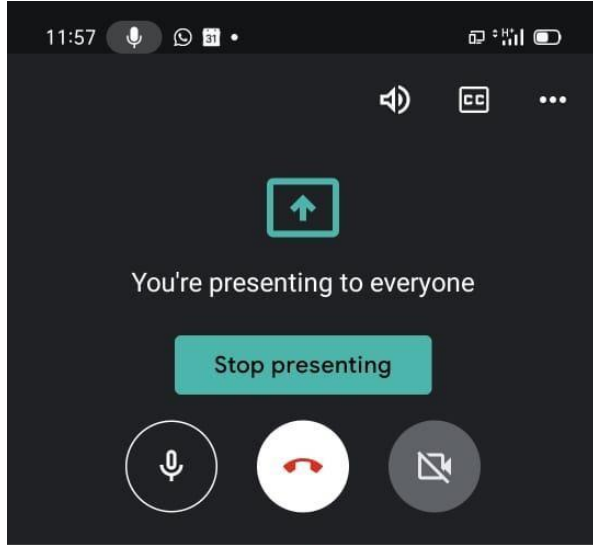 11:57
31
H+
CC
You're presenting to everyone
Stop presenting